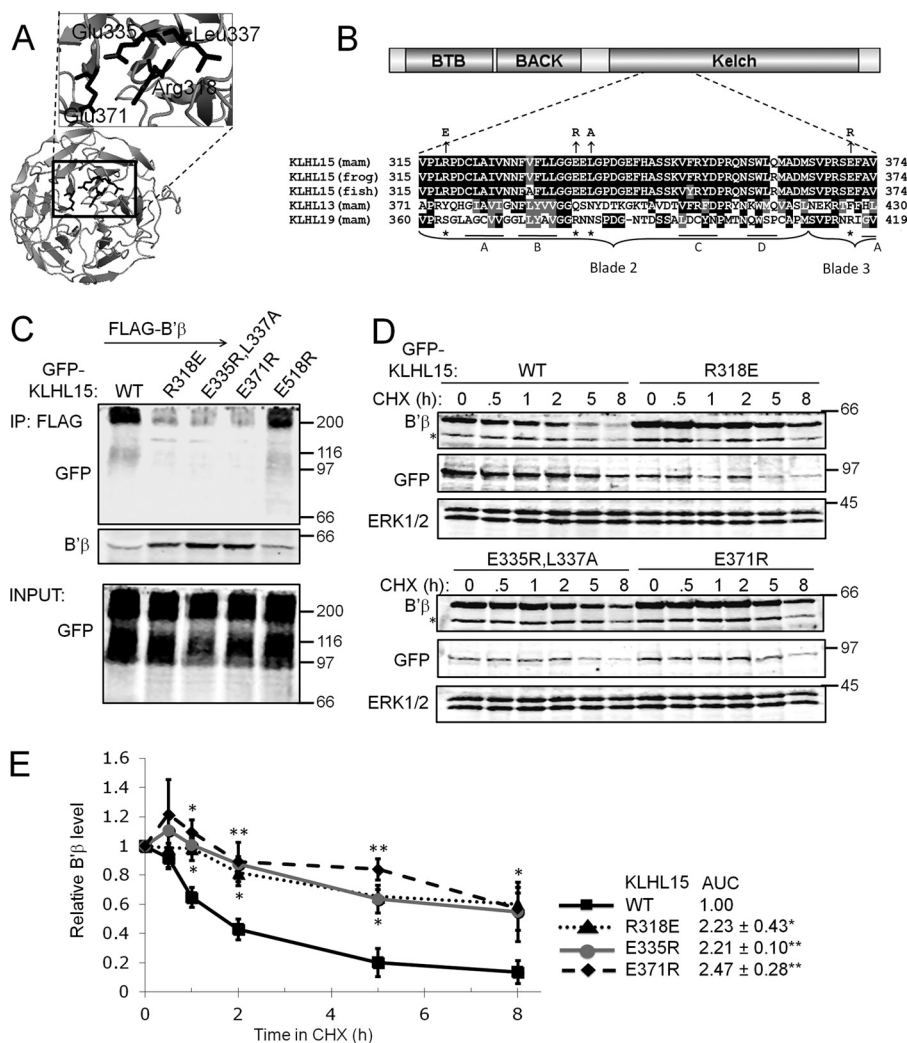 A
Glu335
Leu337
Arg318
Glu371
B
BTB BACK Kelch
E R A R
KLHL15(mam) 315 VPLRPDCLAIVNNFVFLLGGEELGPDGEFHASSKVFRYDPRQNSWLQMADMSVPRSEFAV 374
KLHL15(frog) 315 VPLRPDCLAIVNNFVFLLGGEELGPDGEFHASSKVFRYDPRQNSWLRMADMSVPRSEFAV 374
KLHL15(fish) 315 VPLRPDCLAIVNNFAFLLGGEELGPDGEFHASSKVYRYDPRQNSWLRMADMSVPRSEFAV 374
KLHL13(mam) 371 APRYQHGIAVIGNFLYVVGGQSNYDTKGKTAVDTVFRFDPRYNKWMQVASLNEKRTFFHL 430
KLHL19(mam) 360 VPRSGLAGCVVGGLLYAVGGRNNSPDG-NTDSSALDCYNPMTNQWSPCAPMSVPRNRIGV 419
* A B * * C D * A
Blade 2 Blade 3
C
FLAG-B'β
GFP-
KLHL15:
WT R318E E335R,L337A E371R E518R
IP: FLAG
GFP
200
116
97
66
B'β
66
INPUT:
GFP
200
116
97
66
D
GFP-
KLHL15:
WT R318E
CHX (h): 0 .5 1 2 5 8 0 .5 1 2 5 8
B'β 66
*
GFP 97
ERK1/2 45
E335R,L337A E371R
CHX (h): 0 .5 1 2 5 8 0 .5 1 2 5 8
B'β 66
*
GFP 97
ERK1/2 45
E
Relative B'β level
1.6
1.4
1.2
1
0.8
0.6
0.4
0.2
0
* ** ** *
* * *
0 2 4 6 8
Time in CHX (h)
KLHL15 AUC
WT 1.00
R318E 2.23 ± 0.43*
E335R 2.21 ± 0.10**
E371R 2.47 ± 0.28**